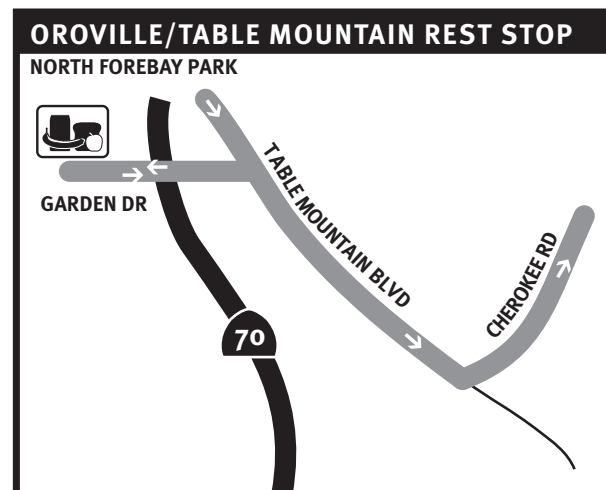 OROVILLE/TABLE MOUNTAIN REST STOP
NORTH FOREBAY PARK
GARDEN DR
TABLE MOUNTAIN BLVD
CHEROKEE RD
70